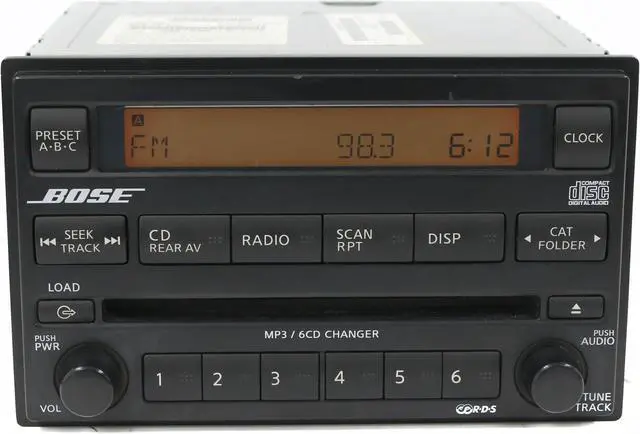 PRESET
A•B•C
A
FM 98.3 6:12
CLOCK
BOSE
COMPACT
disc
DIGITAL AUDIO
SEEK
TRACK
CD
REAR AV
RADIO
SCAN
RPT
DISP
CAT
FOLDER
LOAD
MP3 / 6CD CHANGER
PUSH
PWR
VOL
1 2 3 4 5 6
R•D•S
PUSH
AUDIO
TUNE
TRACK